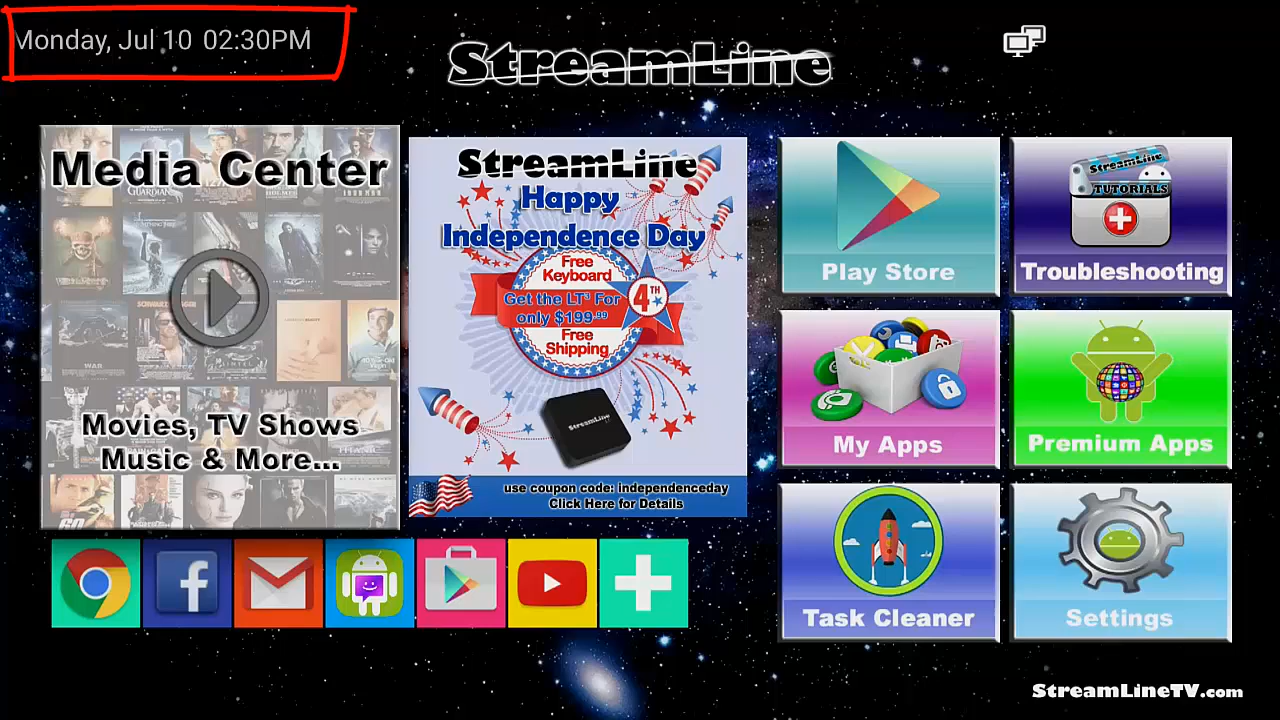 Monday, Jul 10 02:30PM
StreamLine
Media Center
Movies, TV Shows
Music & More...
StreamLine
Happy
Independence Day
Free
Keyboard
Get the LT³ For
only $199.99
Free
Shipping
4TH
StreamLine
use coupon code: independenceday
Click Here for Details
Play Store
StreamLine
TUTORIALS
Troubleshooting
My Apps
Premium Apps
Task Cleaner
Settings
StreamLineTV.com